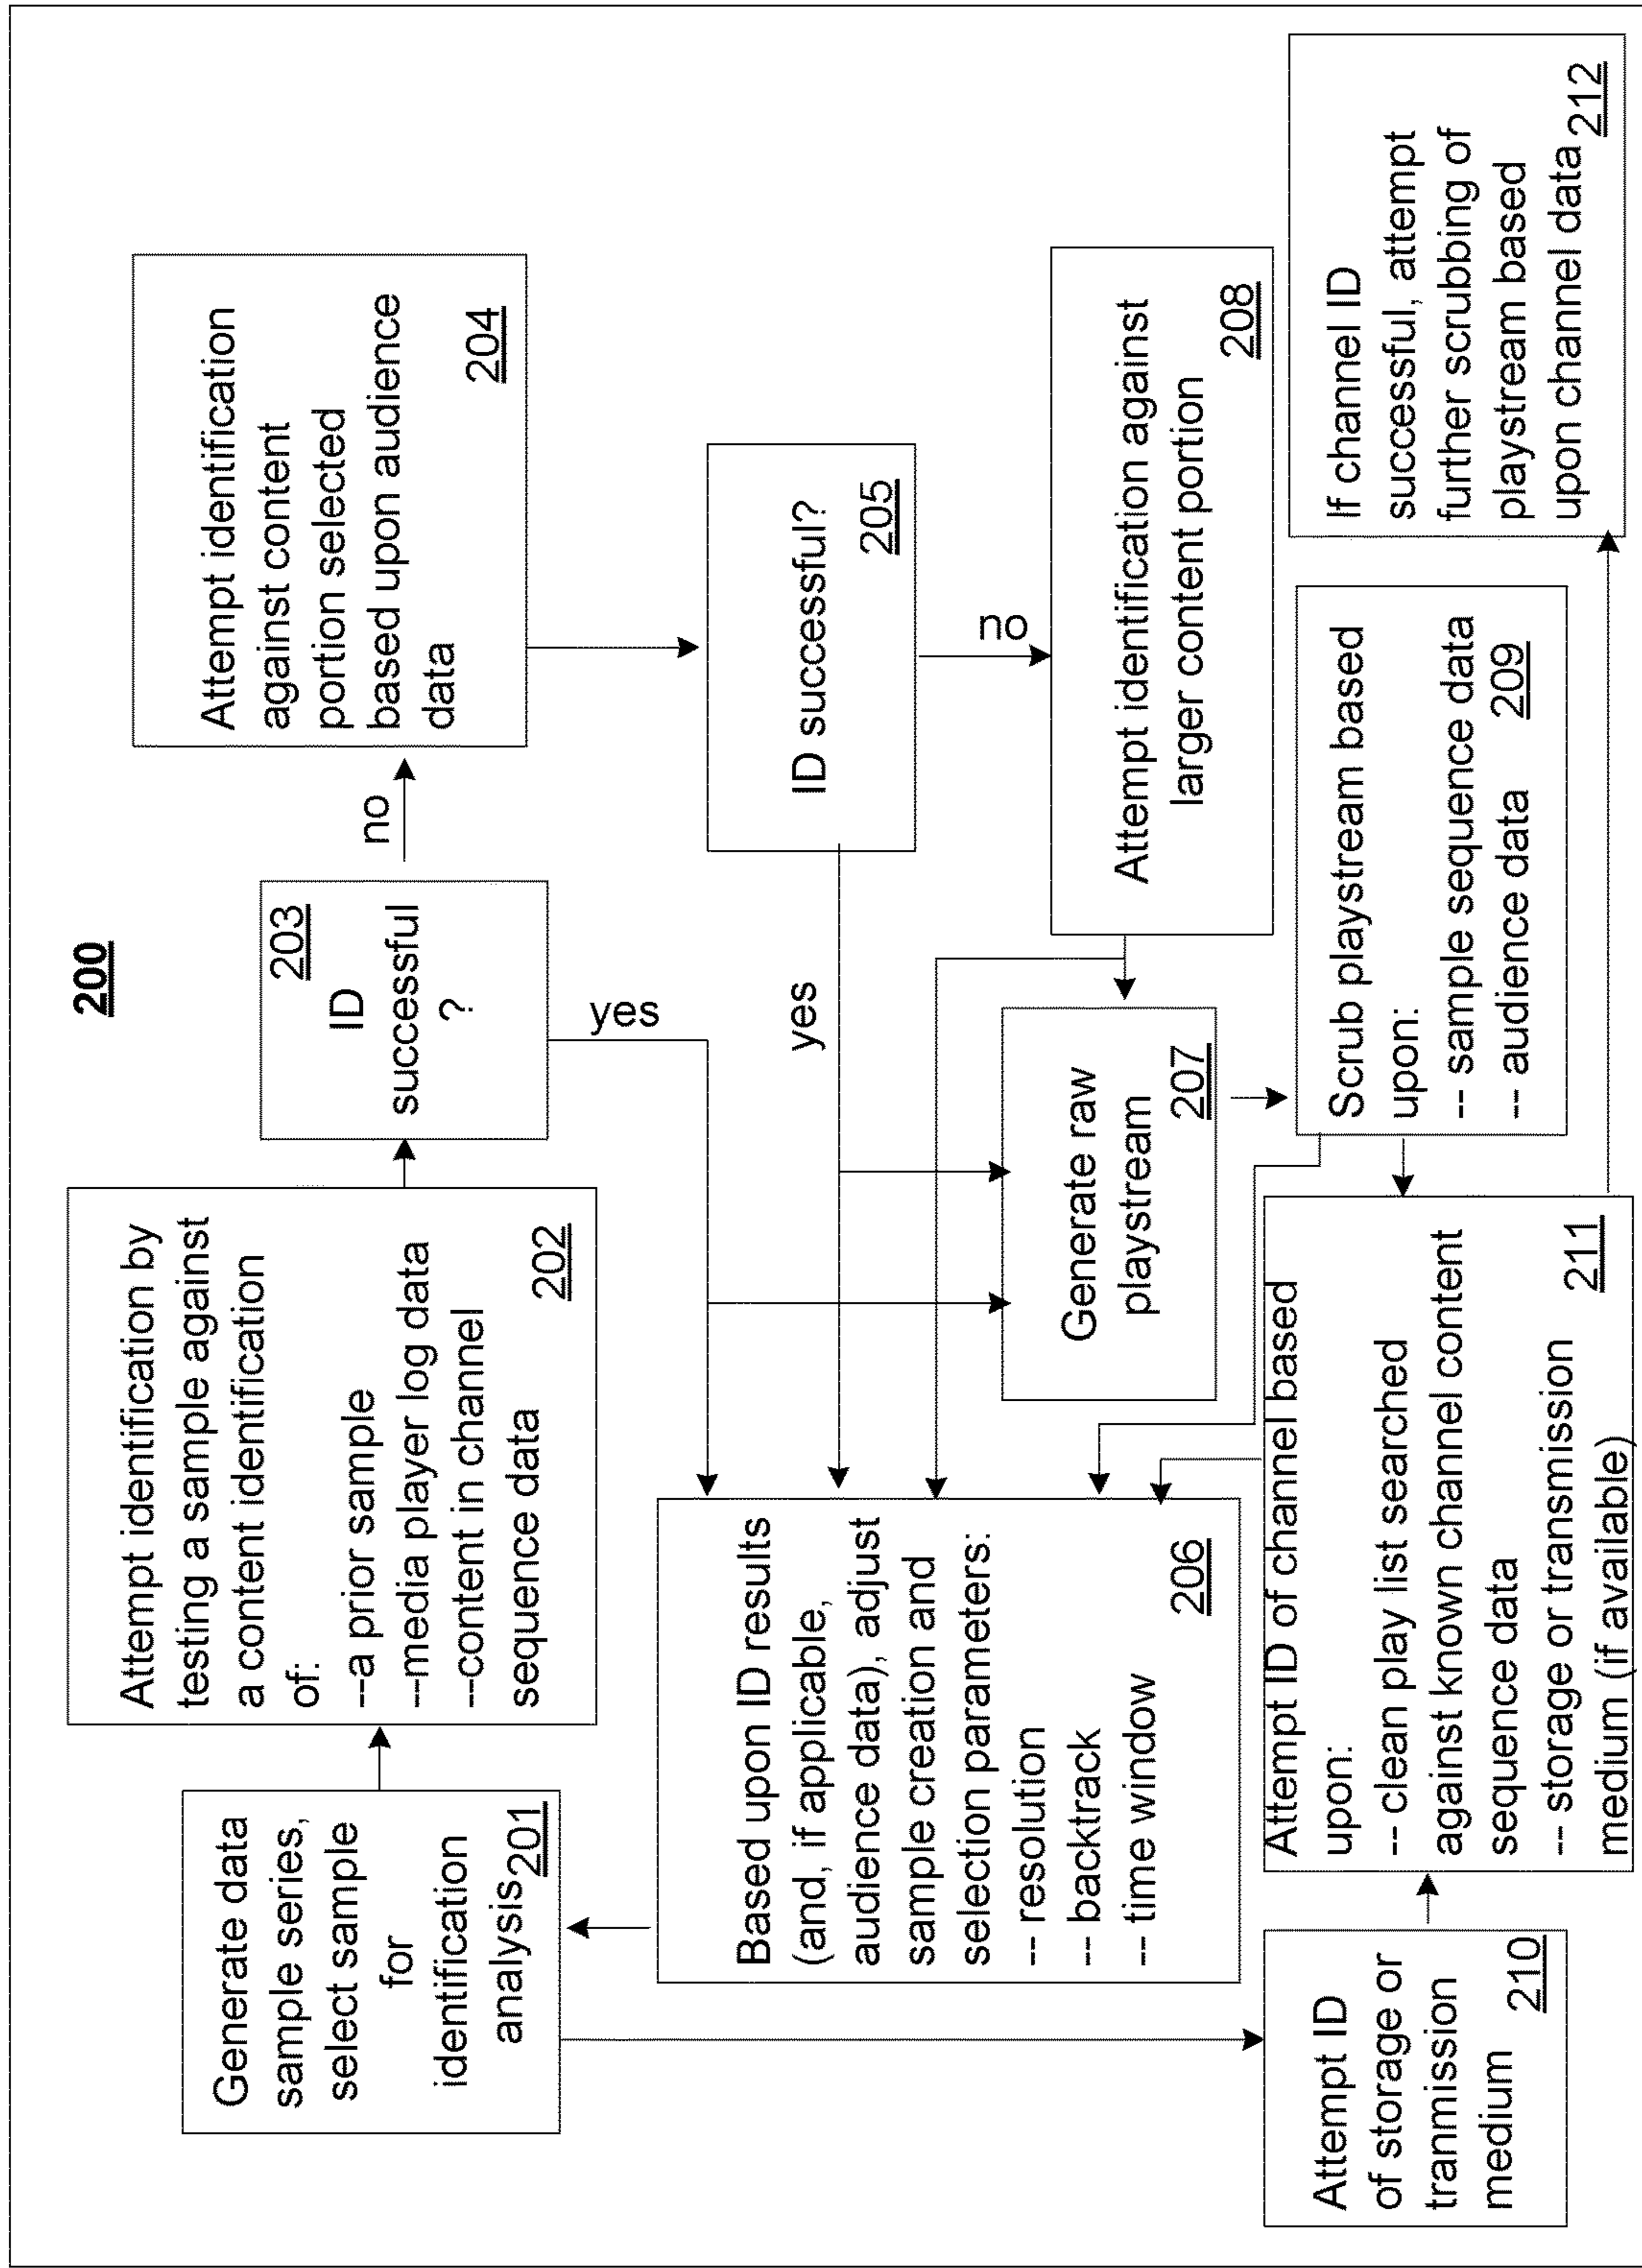 200
Generate data
sample series,
select sample
for
identification
analysis 201
Attempt identification by
testing a sample against
a content identification
of:
--a prior sample
--media player log data
--content in channel
sequence data
202
203
ID
successful
?
no
yes
Attempt identification
against content
portion selected
based upon audience
data
204
ID successful?
205
yes
no
Based upon ID results
(and, if applicable,
audience data), adjust
sample creation and
selection parameters:
-- resolution
-- backtrack
-- time window
206
Generate raw
playstream
207
Attempt identification against
larger content portion
208
Scrub playstream based
upon:
-- sample sequence data
-- audience data 209
Attempt ID
of storage or
tranmission
medium 210
Attempt ID of channel based
upon:
-- clean play list searched
against known channel content
sequence data
-- storage or transmission
medium (if available)
211
If channel ID
successful, attempt
further scrubbing of
playstream based
upon channel data 212